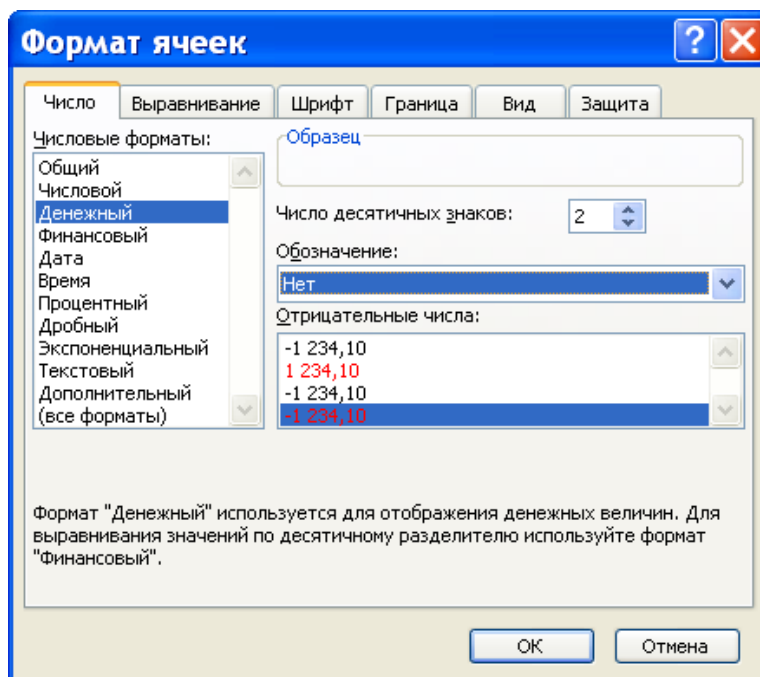 Формат ячеек
Число
Выравнивание
Шрифт
Граница
Вид
Защита
Числовые форматы:
Общий
Числовой
Денежный
Финансовый
Дата
Время
Процентный
Дробный
Экспоненциальный
Текстовый
Дополнительный
(все форматы)
Образец
Число десятичных знаков:
2
Обозначение:
Нет
Отрицательные числа:
-1 234,10
1 234,10
-1 234,10
-1 234,10
Формат "Денежный" используется для отображения денежных величин. Для
выравнивания значений по десятичному разделителю используйте формат
"Финансовый".
ОК
Отмена